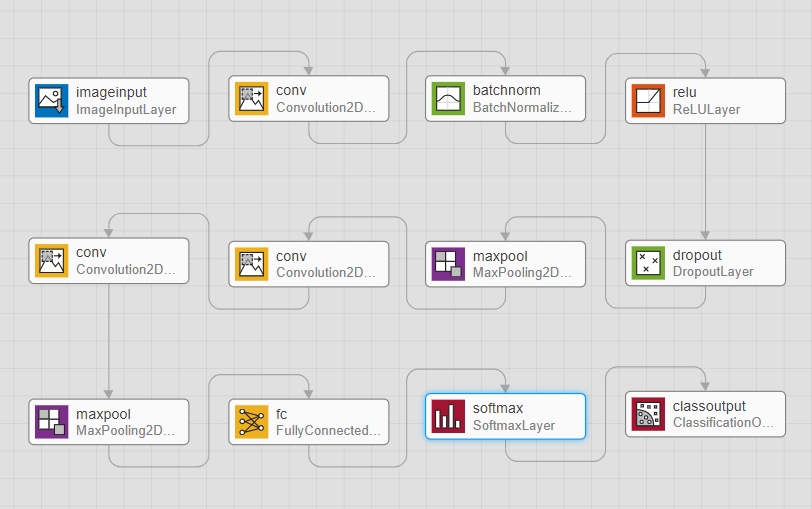 imageinput
ImageInputLayer
conv
Convolution2D...
batchnorm
BatchNormaliz...
relu
ReLULayer
conv
Convolution2D...
conv
Convolution2D...
maxpool
MaxPooling2D...
dropout
DropoutLayer
maxpool
MaxPooling2D...
fc
FullyConnected...
softmax
SoftmaxLayer
classoutput
ClassificationO...